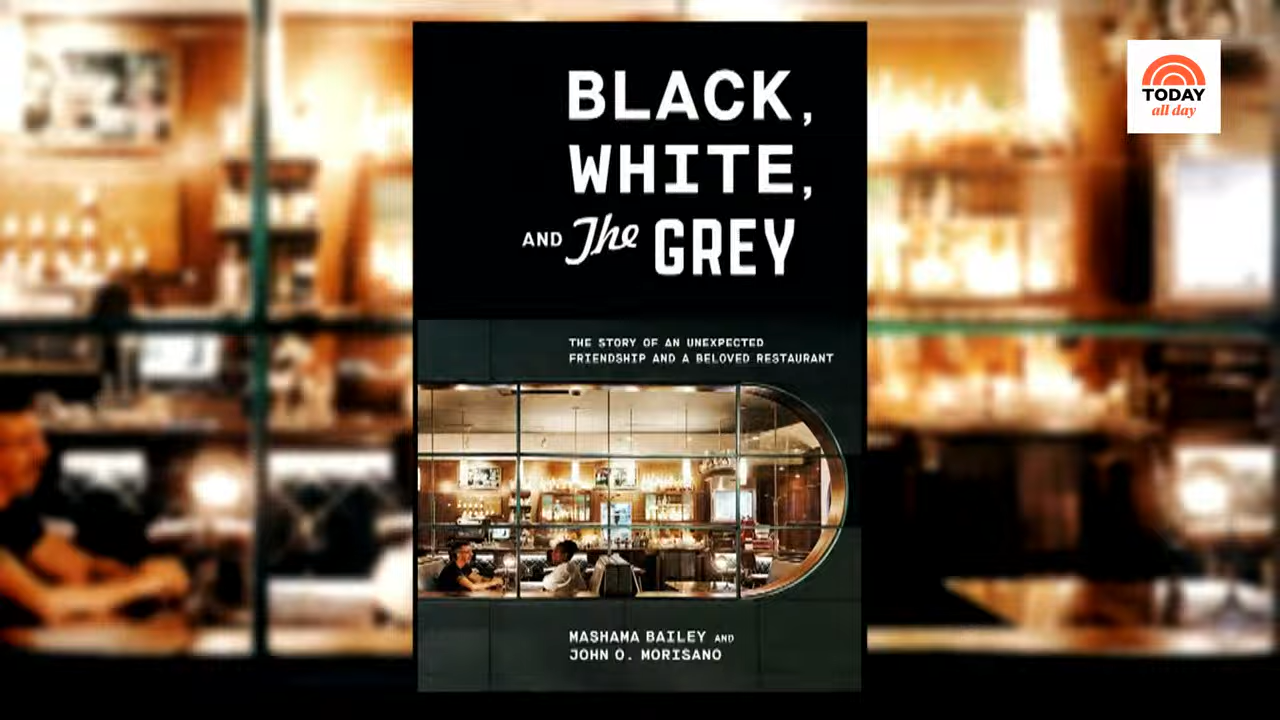 BLACK,
WHITE,
AND The GREY
THE STORY OF AN UNEXPECTED
FRIENDSHIP AND A BELOVED RESTAURANT
MASHAMA BAILEY AND
JOHN O. MORISANO
TODAY
all day